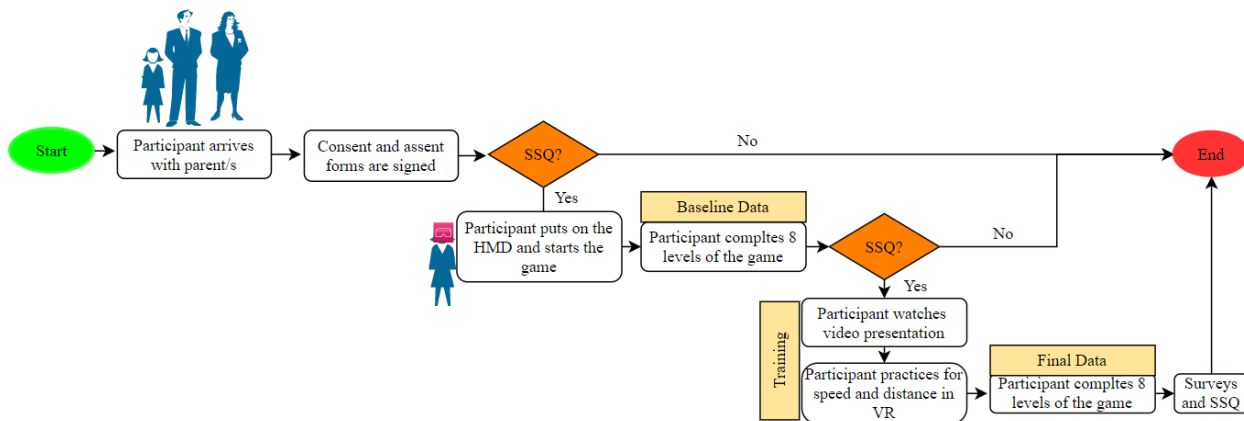 Start
Participant arrives
with parent/s
Consent and assent
forms are signed
SSQ?
No
End
Yes
Participant puts on the
HMD and starts the
game
Baseline Data
Participant compltes 8
levels of the game
SSQ?
No
Yes
Training
Participant watches
video presentation
Participant practices for
speed and distance in
VR
Final Data
Participant compltes 8
levels of the game
Surveys
and SSQ